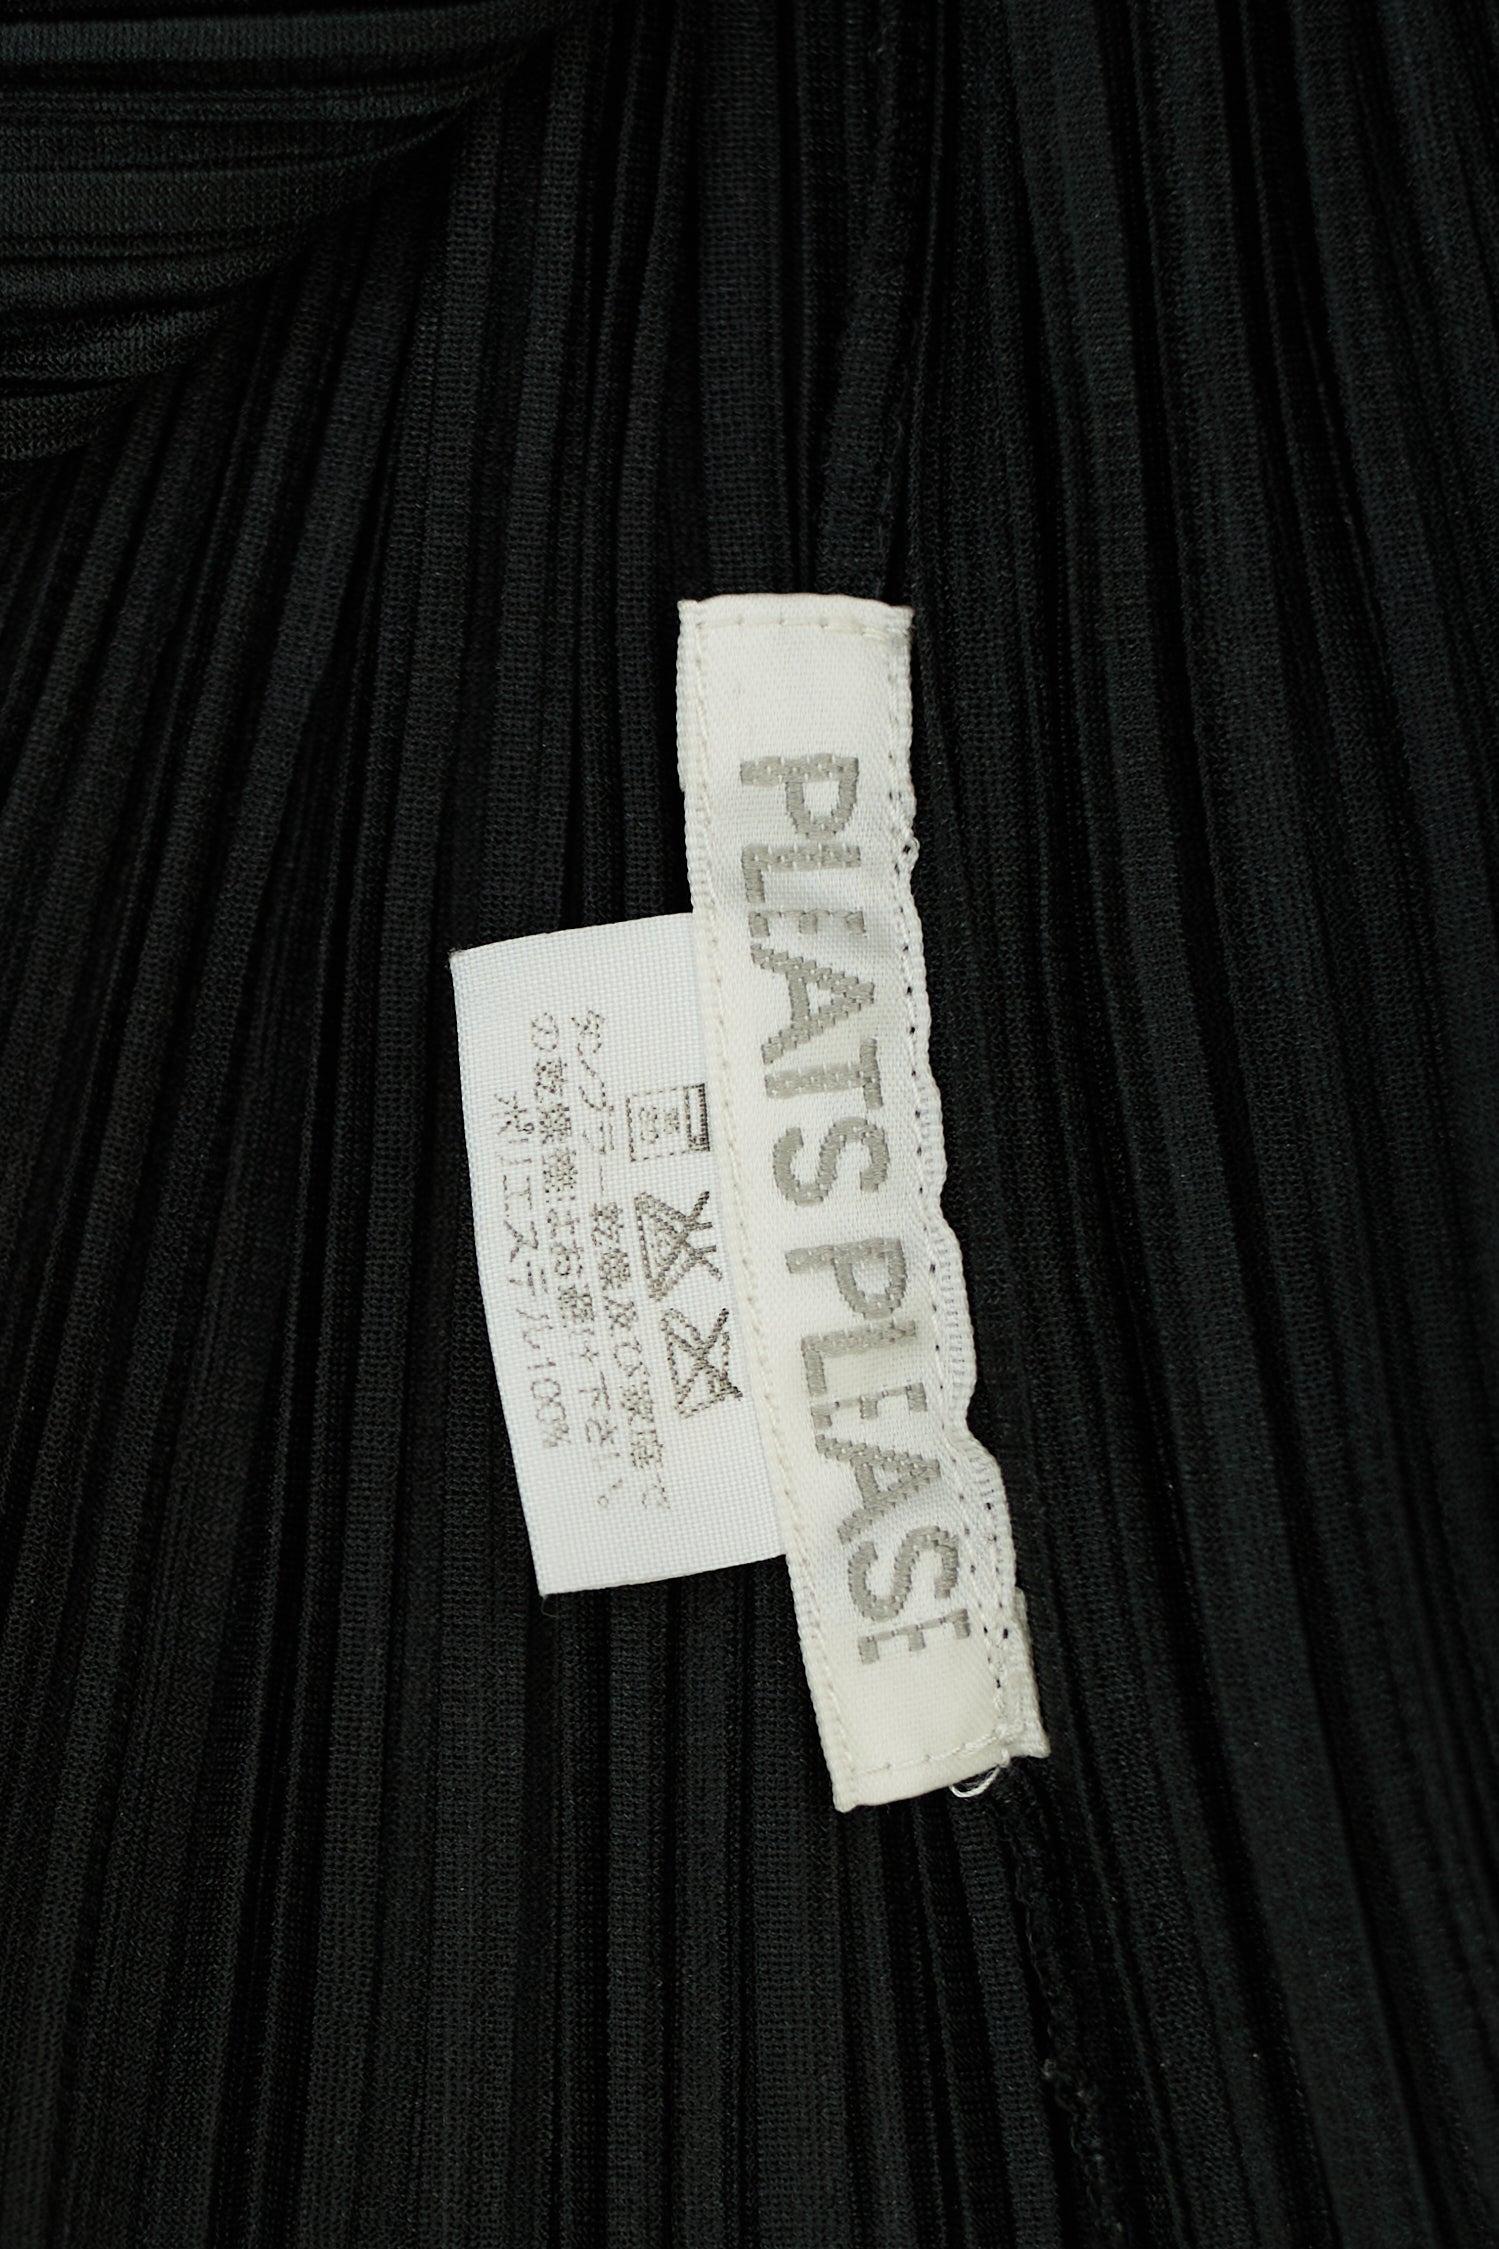 PLEATS PLEASE
タンブラー乾燥及び家庭で
の乾燥機はお避け下さい。
ポリエステル100%